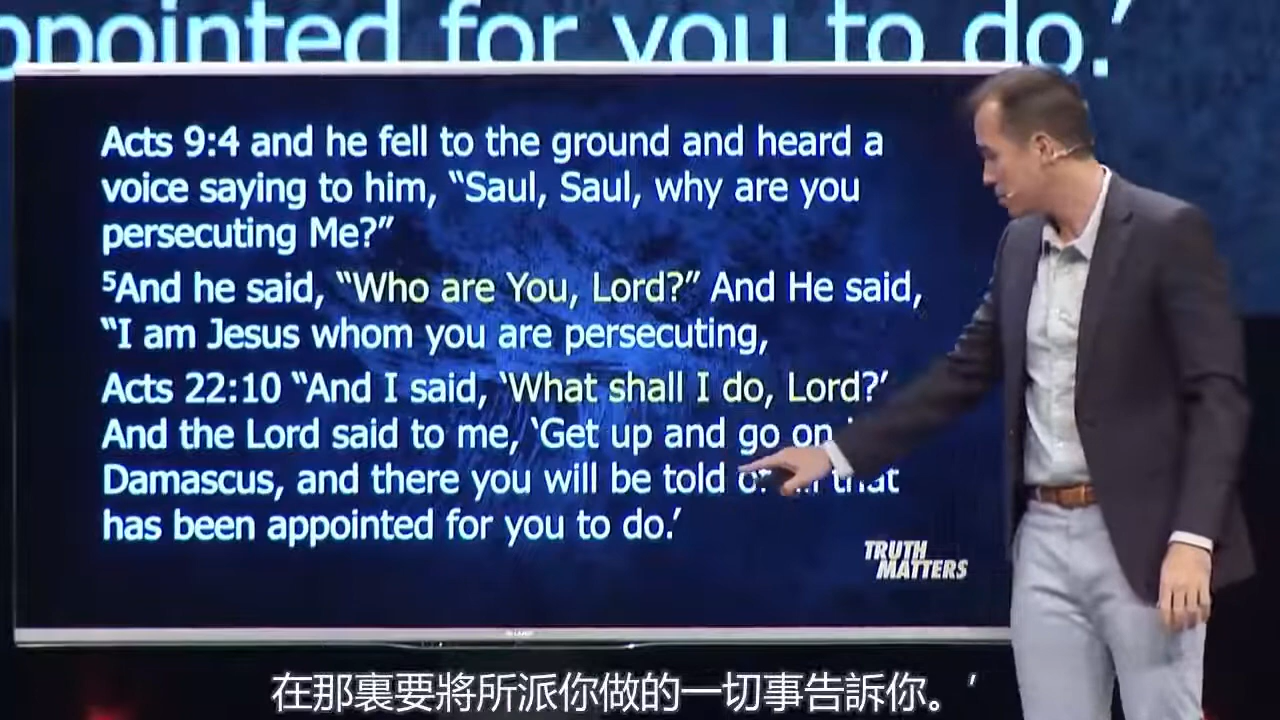 appointed for you to do.’
Acts 9:4 and he fell to the ground and heard a
voice saying to him, “Saul, Saul, why are you
persecuting Me?”
⁵And he said, “Who are You, Lord?” And He said,
“I am Jesus whom you are persecuting,
Acts 22:10 “And I said, ‘What shall I do, Lord?’
And the Lord said to me, ‘Get up and go on
Damascus, and there you will be told that
has been appointed for you to do.’
TRUTH
MATTERS
在那裏要將所派你做的一切事告訴你。’